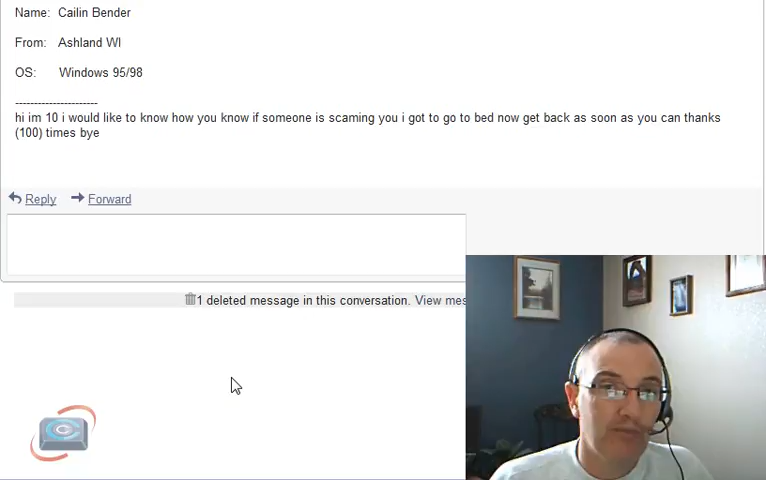 Name: Cailin Bender
From: Ashland WI
OS: Windows 95/98
----------------------
hi im 10 i would like to know how you know if someone is scaming you i got to go to bed now get back as soon as you can thanks
(100) times bye
Reply Forward
1 deleted message in this conversation. View mes